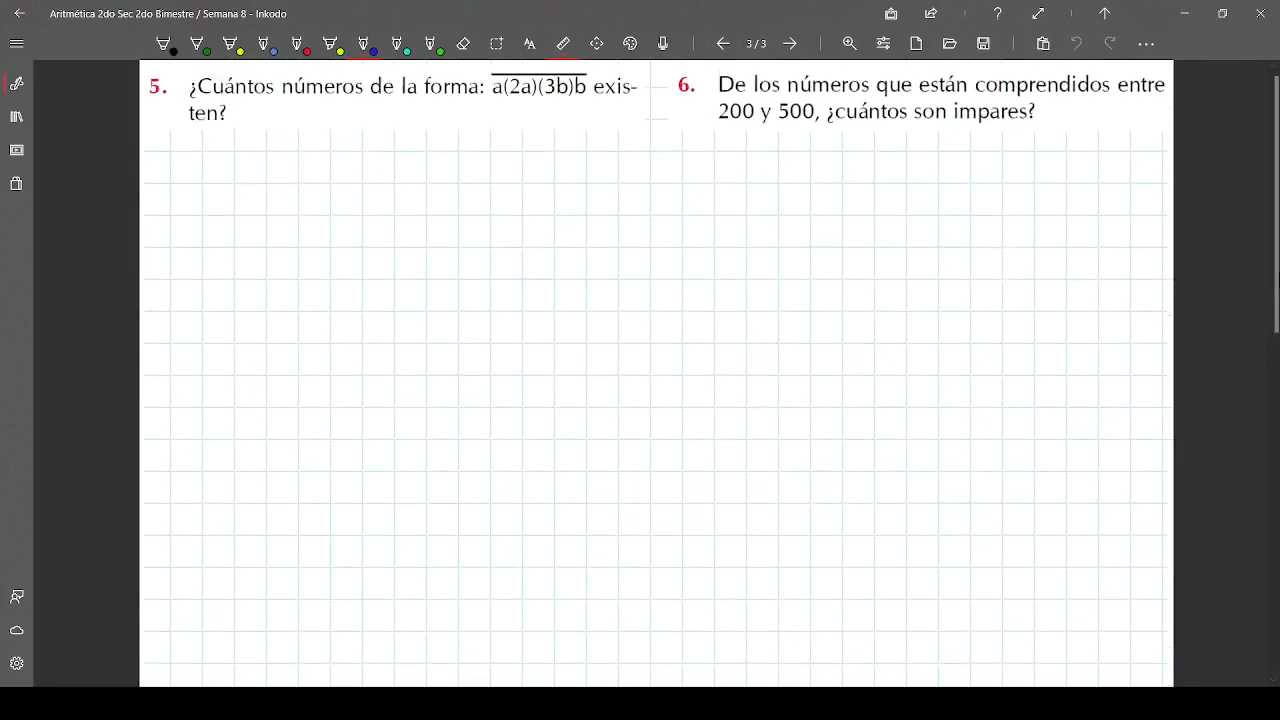 Aritmética 2do Sec 2do Bimestre / Semana 8 - Inkodo
3/3
5. ¿Cuántos números de la forma: a(2a)(3b)b exis-
ten?
6. De los números que están comprendidos entre
200 y 500, ¿cuántos son impares?